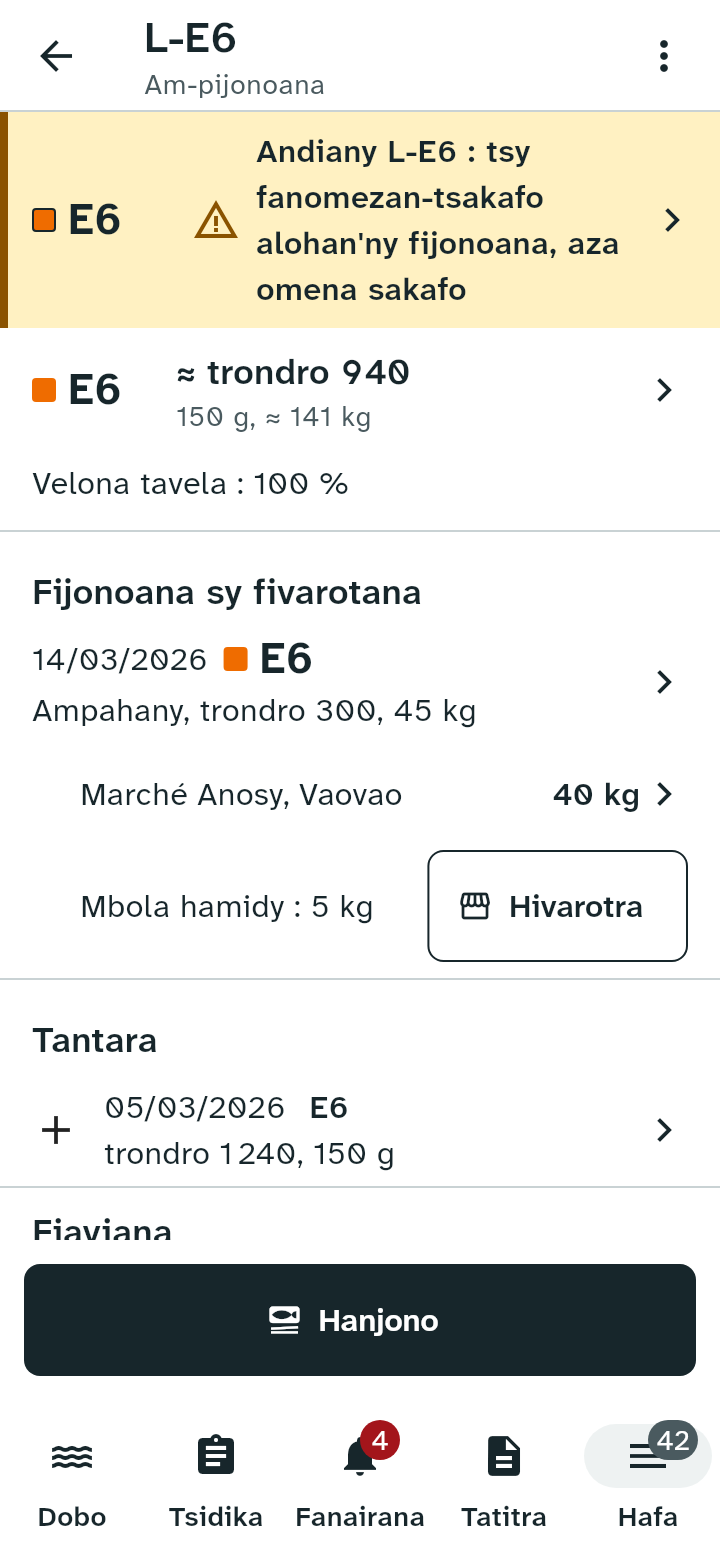 L-E6
Am-pijonoana
E6
Andiany L-E6 : tsy
fanomezan-tsakafo
alohan'ny fijonoana, aza
omena sakafo
E6
≈ trondro 940
150 g, ≈ 141 kg
Velona tavela : 100 %
Fijonoana sy fivarotana
14/03/2026 E6
Ampahany, trondro 300, 45 kg
Marché Anosy, Vaovao 40 kg
Mbola hamidy : 5 kg Hivarotra
Tantara
05/03/2026 E6
trondro 1240, 150 g
Fiaviana
Hanjono
4
42
Dobo Tsidika Fanairana Tatitra Hafa